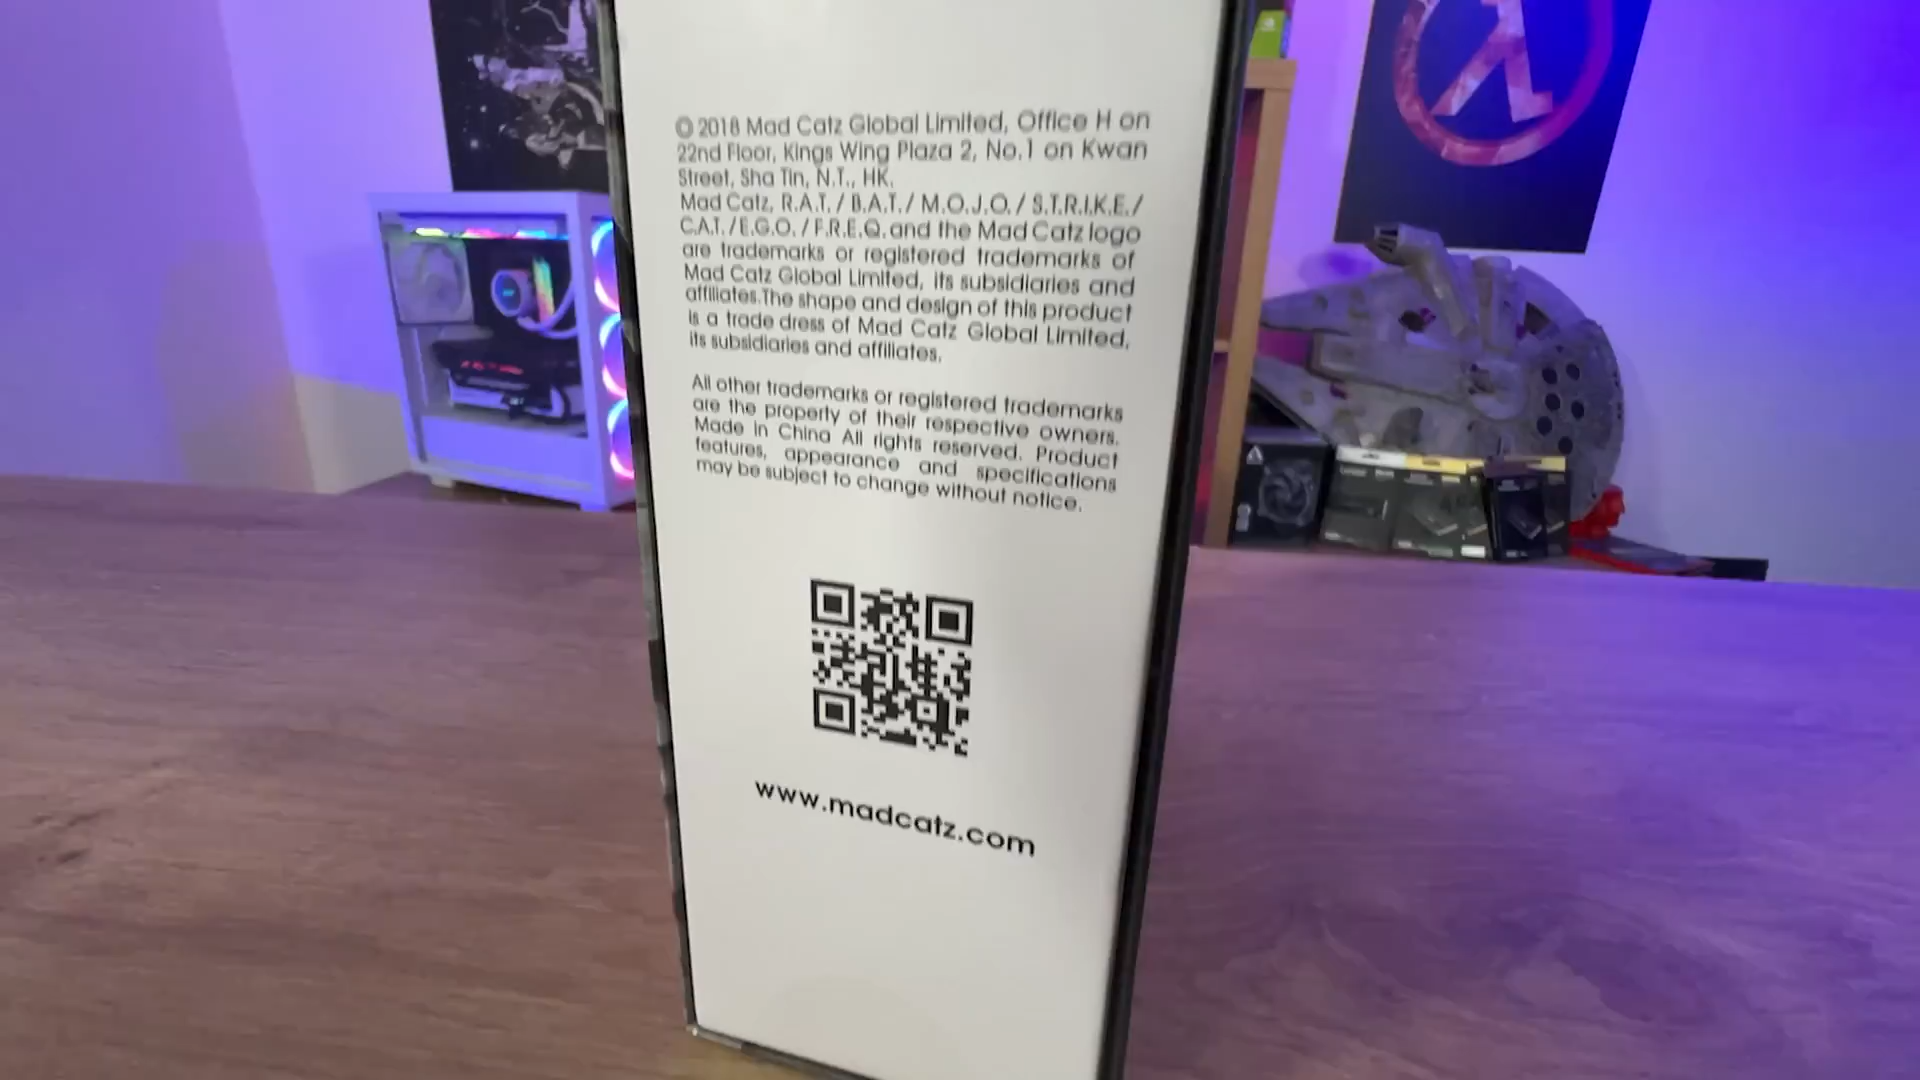 © 2018 Mad Catz Global Limited, Office H on
22nd Floor, Kings Wing Plaza 2, No.1 on Kwan
Street, Sha Tin, N.T., HK.
Mad Catz, R.A.T. / B.A.T. / M.O.J.O. / S.T.R.I.K.E. /
C.A.T. / E.G.O. / F.R.E.Q. and the Mad Catz logo
are trademarks or registered trademarks of
Mad Catz Global Limited, its subsidiaries and
affiliates.The shape and design of this product
is a trade dress of Mad Catz Global Limited,
its subsidiaries and affiliates.
All other trademarks or registered trademarks
are the property of their respective owners.
Made in China All rights reserved. Product
features, appearance and specifications
may be subject to change without notice.
www.madcatz.com